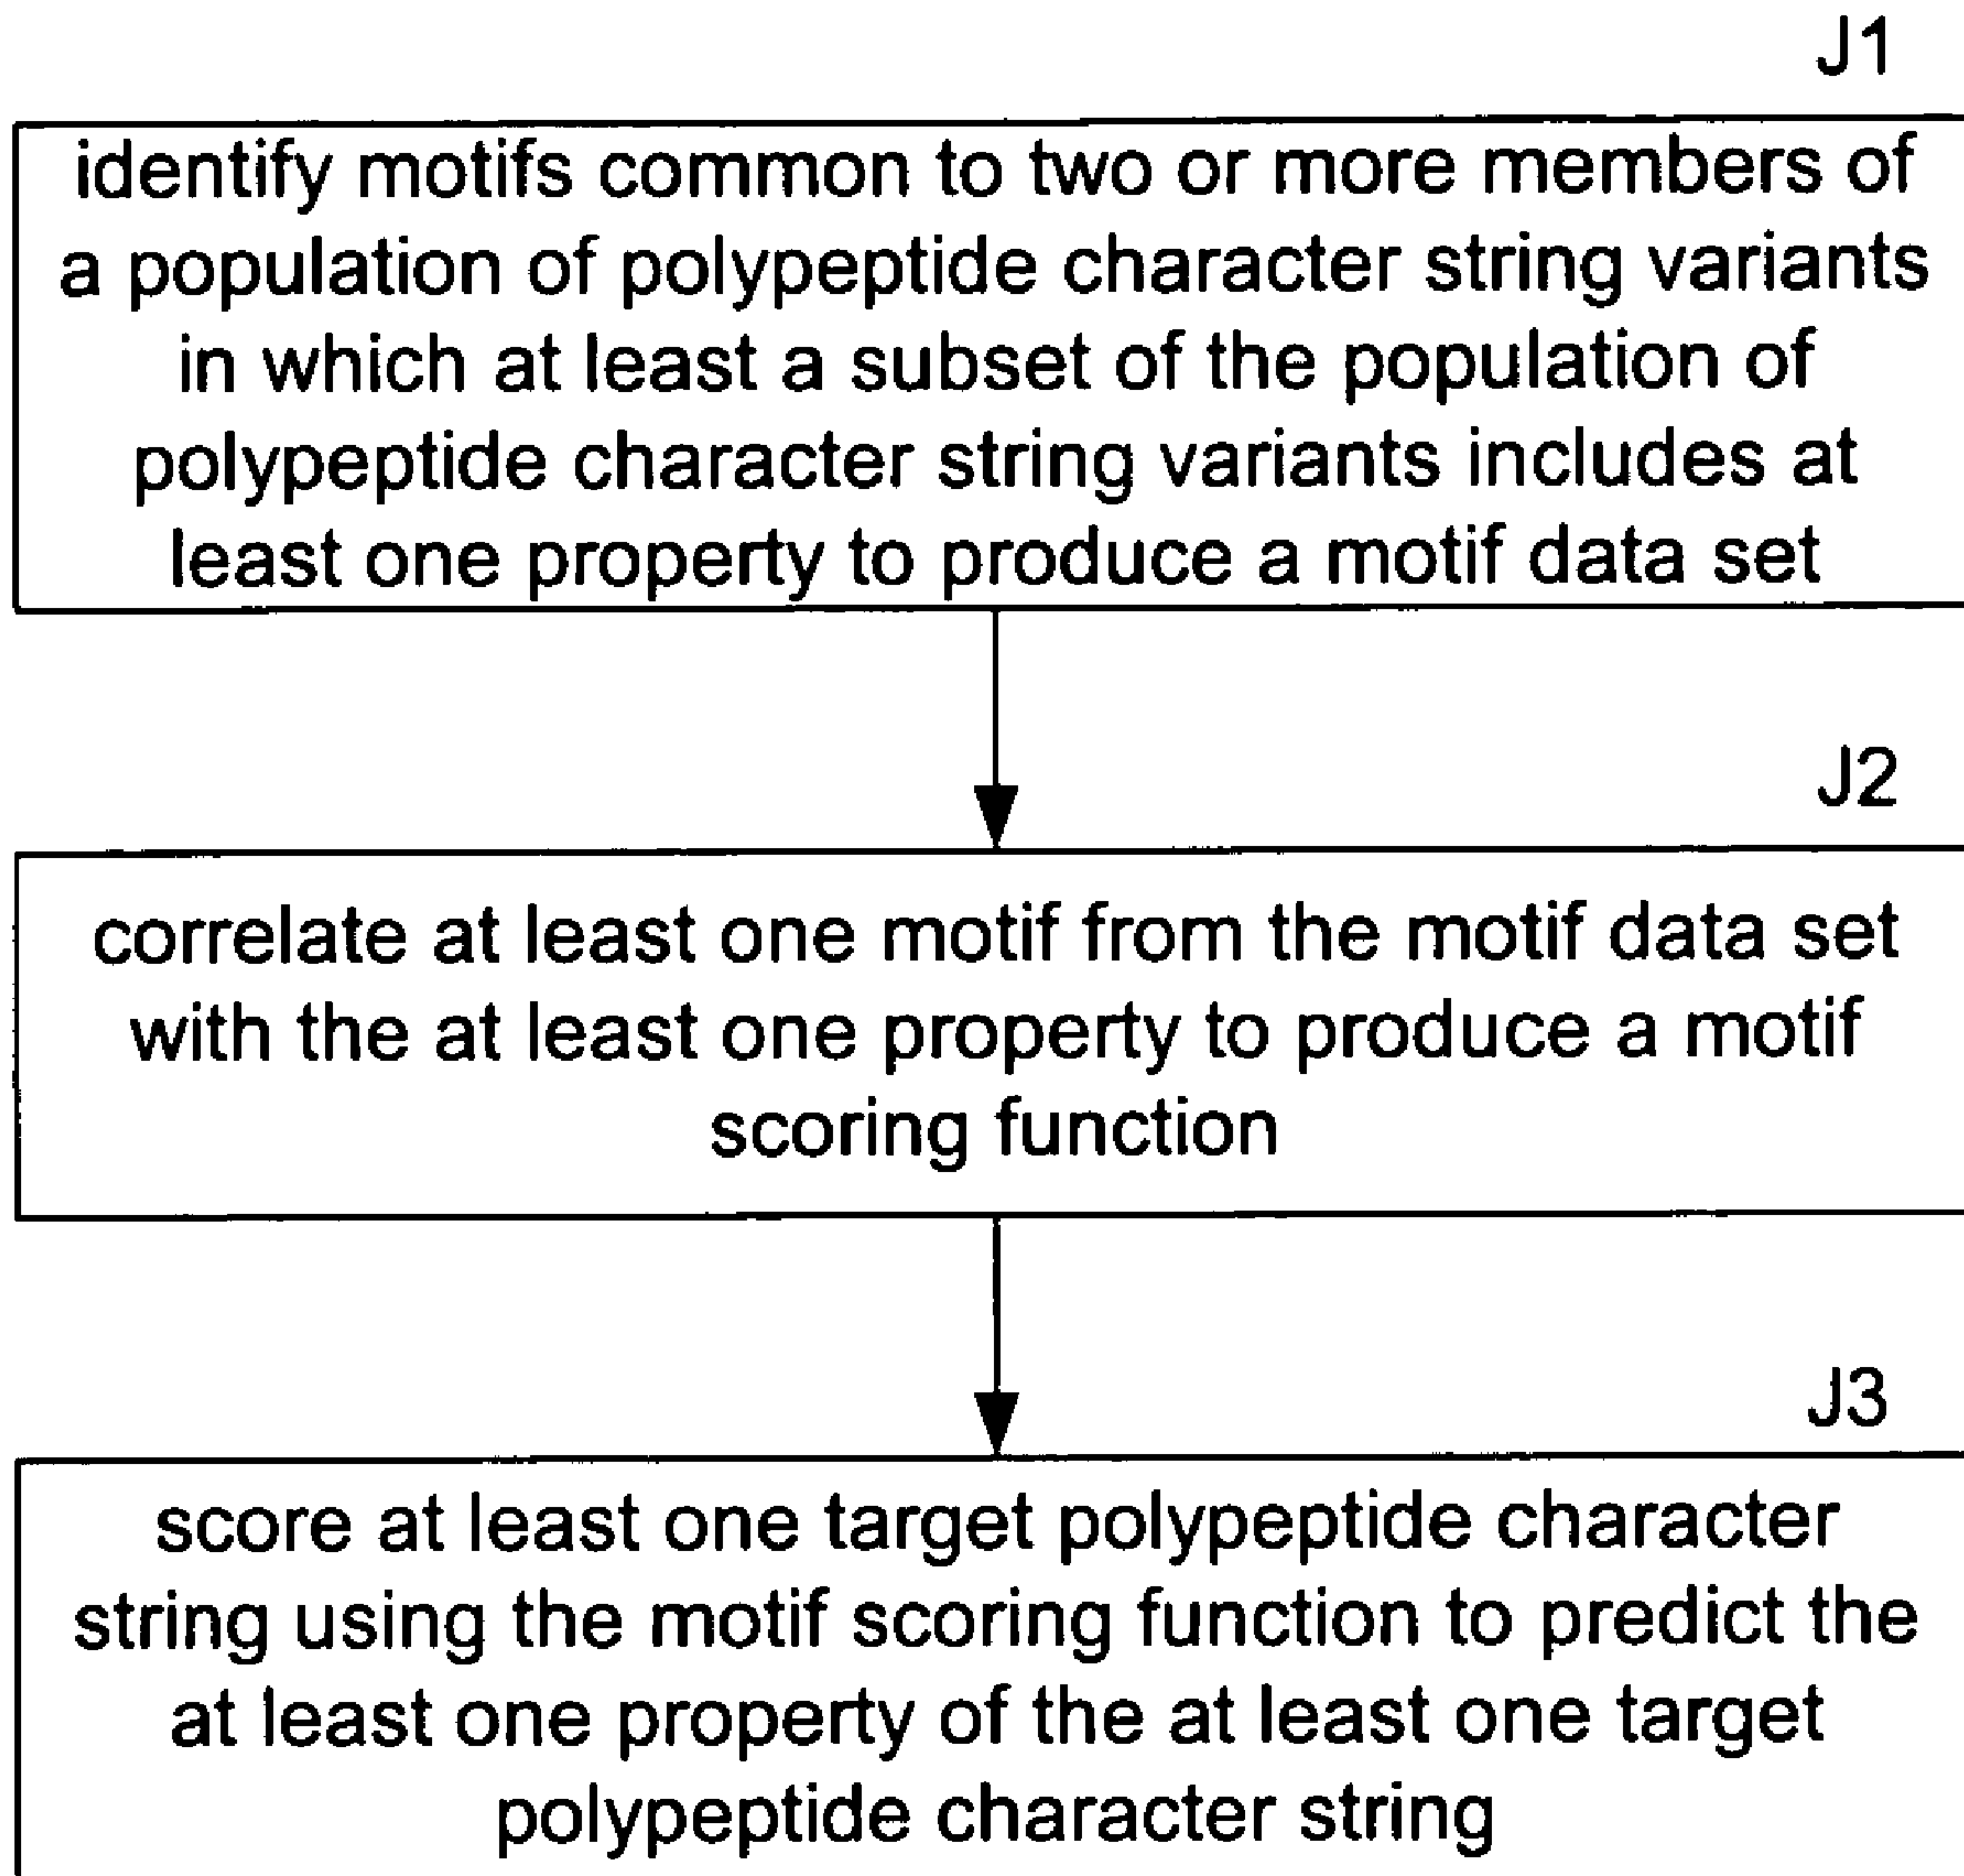 J1
identify motifs common to two or more members of
a population of polypeptide character string variants
in which at least a subset of the population of
polypeptide character string variants includes at
least one property to produce a motif data set
J2
correlate at least one motif from the motif data set
with the at least one property to produce a motif
scoring function
J3
score at least one target polypeptide character
string using the motif scoring function to predict the
at least one property of the at least one target
polypeptide character string